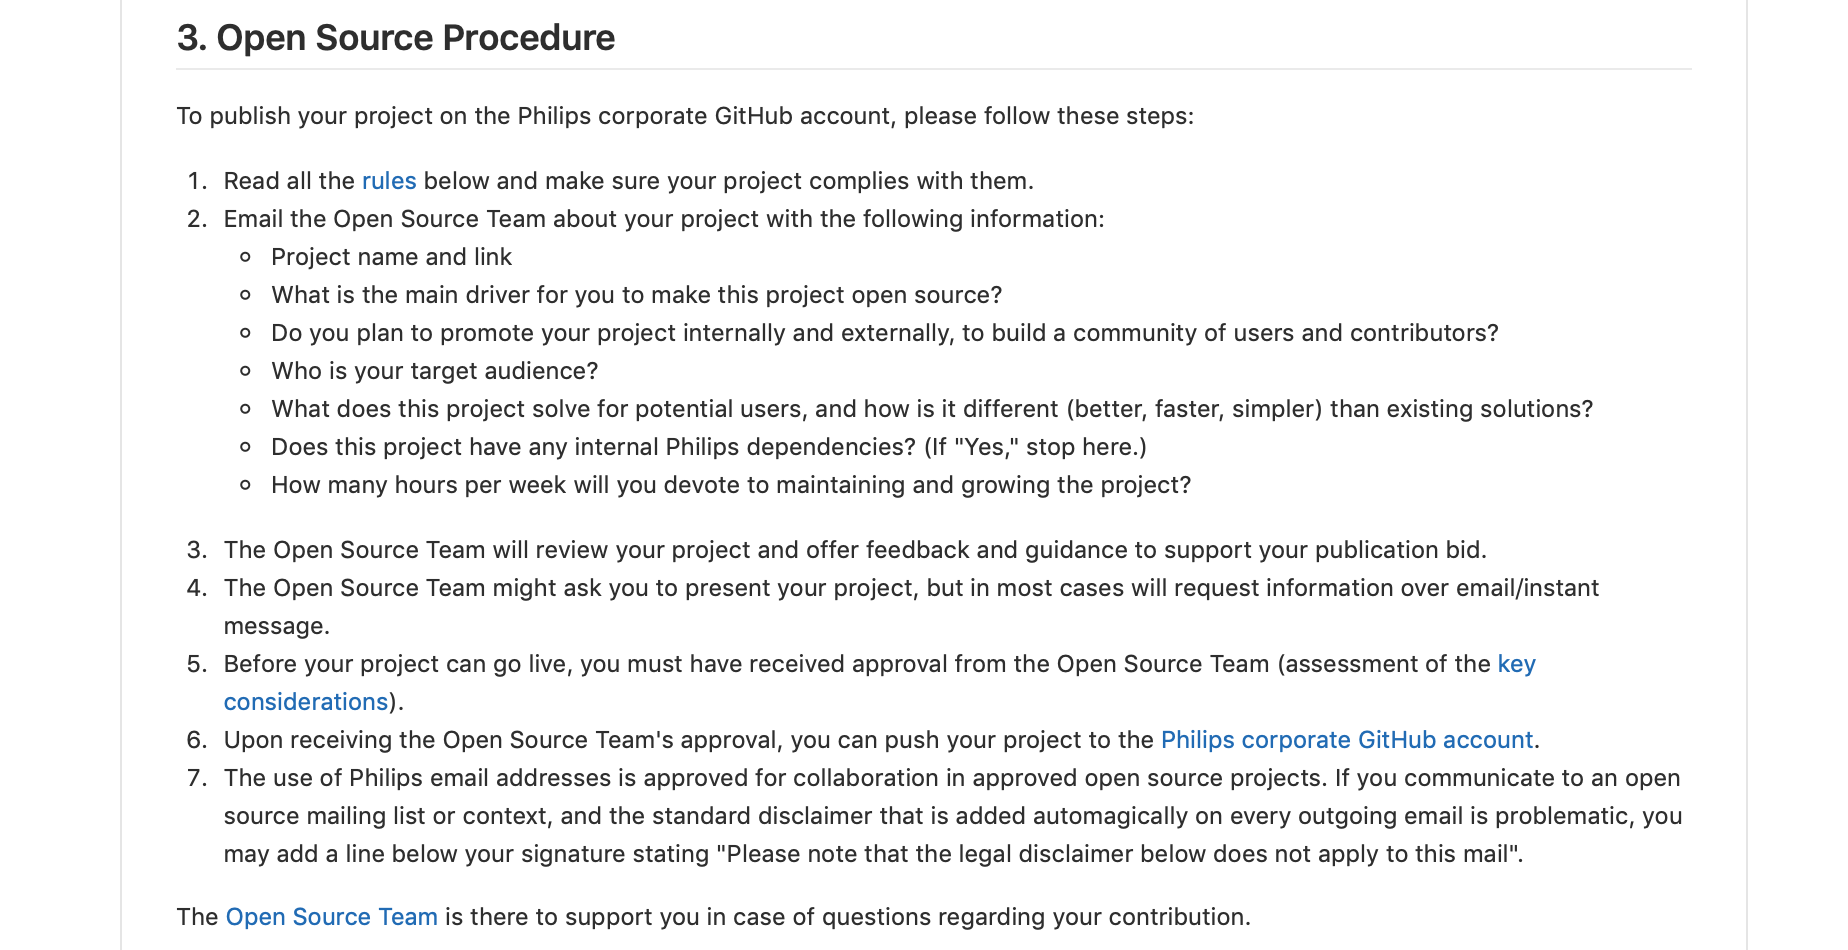 3. Open Source Procedure
To publish your project on the Philips corporate GitHub account, please follow these steps:
1. Read all the rules below and make sure your project complies with them.
2. Email the Open Source Team about your project with the following information:
Project name and link
What is the main driver for you to make this project open source?
Do you plan to promote your project internally and externally, to build a community of users and contributors?
Who is your target audience?
What does this project solve for potential users, and how is it different (better, faster, simpler) than existing solutions?
Does this project have any internal Philips dependencies? (If "Yes," stop here.)
How many hours per week will you devote to maintaining and growing the project?
3. The Open Source Team will review your project and offer feedback and guidance to support your publication bid.
4. The Open Source Team might ask you to present your project, but in most cases will request information over email/instant
message.
5. Before your project can go live, you must have received approval from the Open Source Team (assessment of the key
considerations).
6. Upon receiving the Open Source Team's approval, you can push your project to the Philips corporate GitHub account.
7. The use of Philips email addresses is approved for collaboration in approved open source projects. If you communicate to an open
source mailing list or context, and the standard disclaimer that is added automagically on every outgoing email is problematic, you
may add a line below your signature stating "Please note that the legal disclaimer below does not apply to this mail".
The Open Source Team is there to support you in case of questions regarding your contribution.